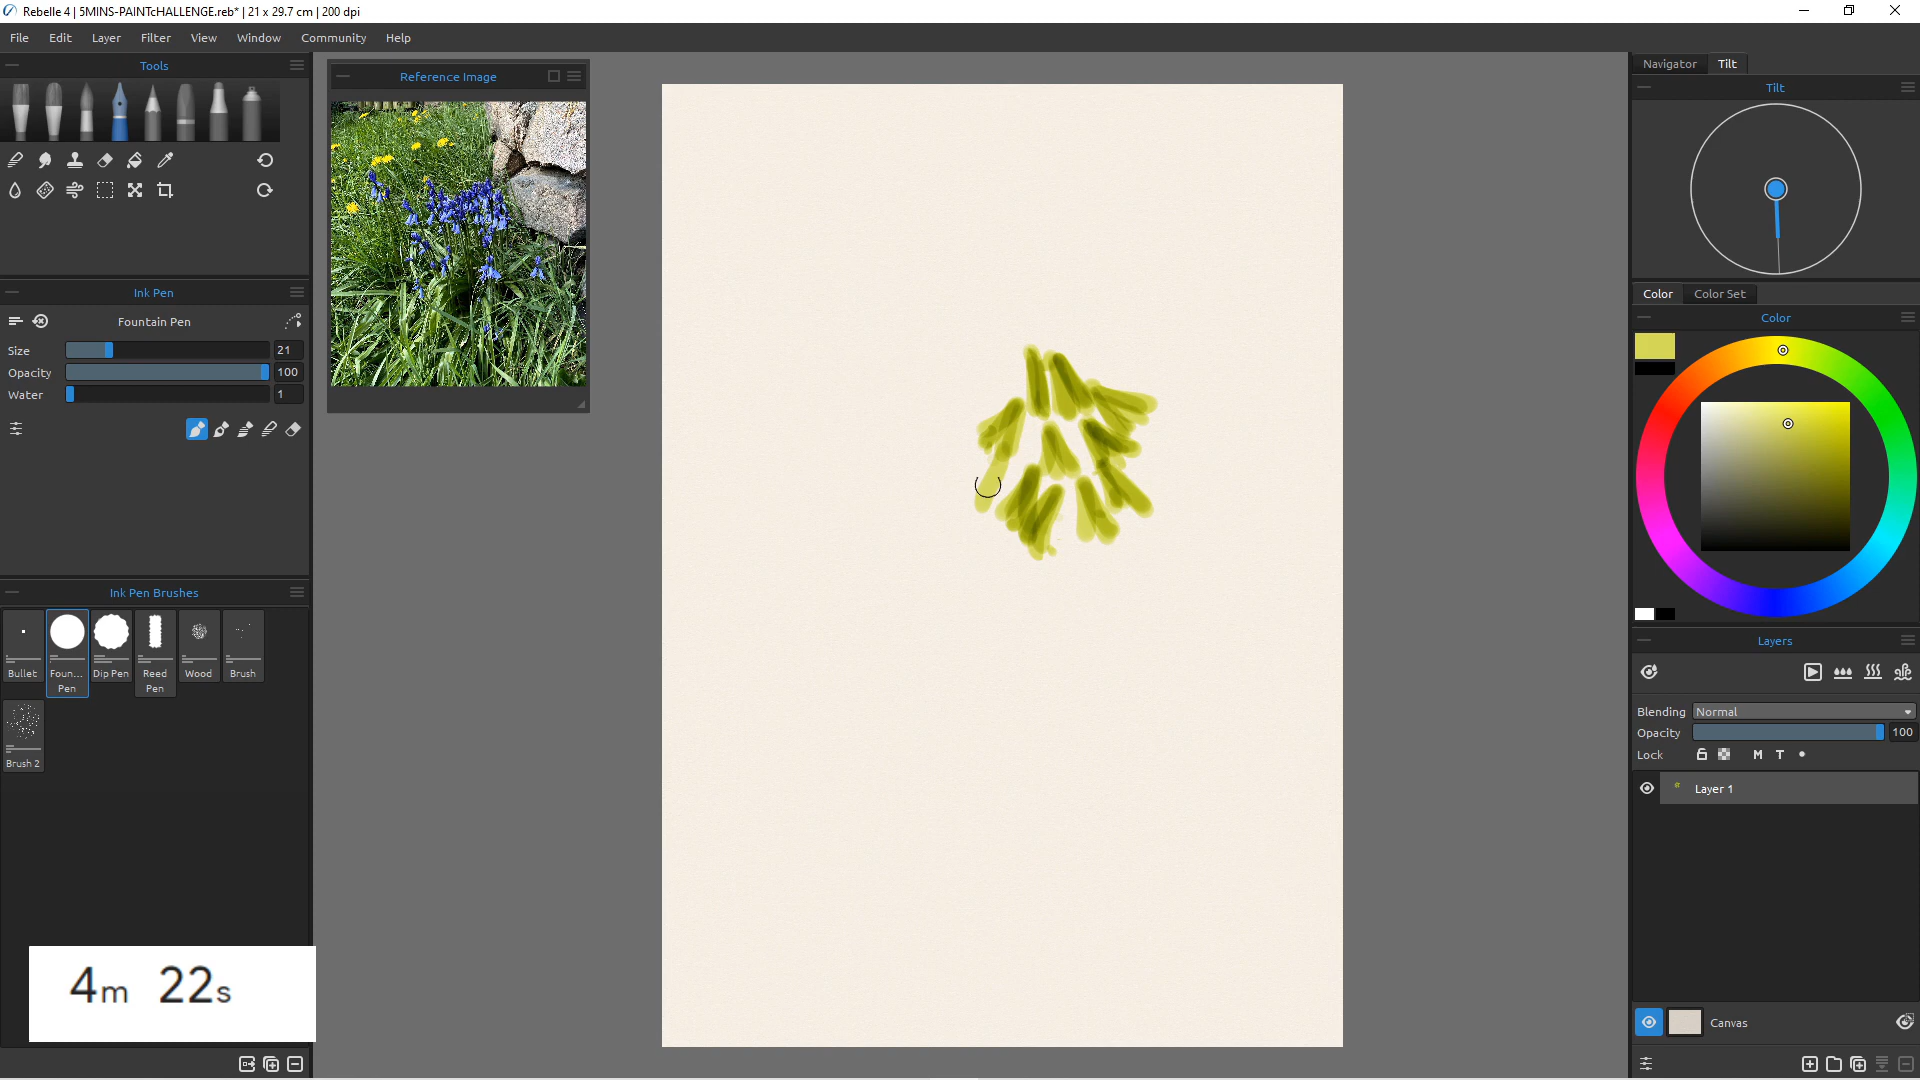 Rebelle 4 | 5MINS-PAINTcHALLENGE.reb* | 21 x 29.7 cm | 200 dpi
File Edit Layer Filter View Window Community Help
Tools
Ink Pen
Fountain Pen
Size 21
Opacity 100
Water 1
Ink Pen Brushes
Bullet Foun... Pen Dip Pen Reed Pen Wood Brush
Brush 2
4m 22s
Reference Image
Navigator Tilt
Tilt
Color Color Set
Color
Layers
Blending Normal
Opacity 100
Lock M T
Layer 1
Canvas